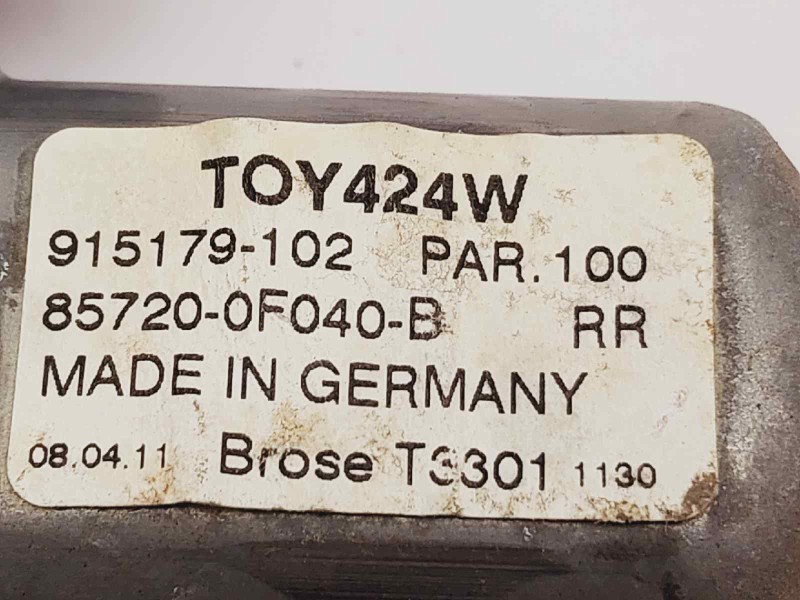 TOY424W
915179-102 PAR.100
85720-0F040-B RR
MADE IN GERMANY
08.04.11 Brose T3301 1130